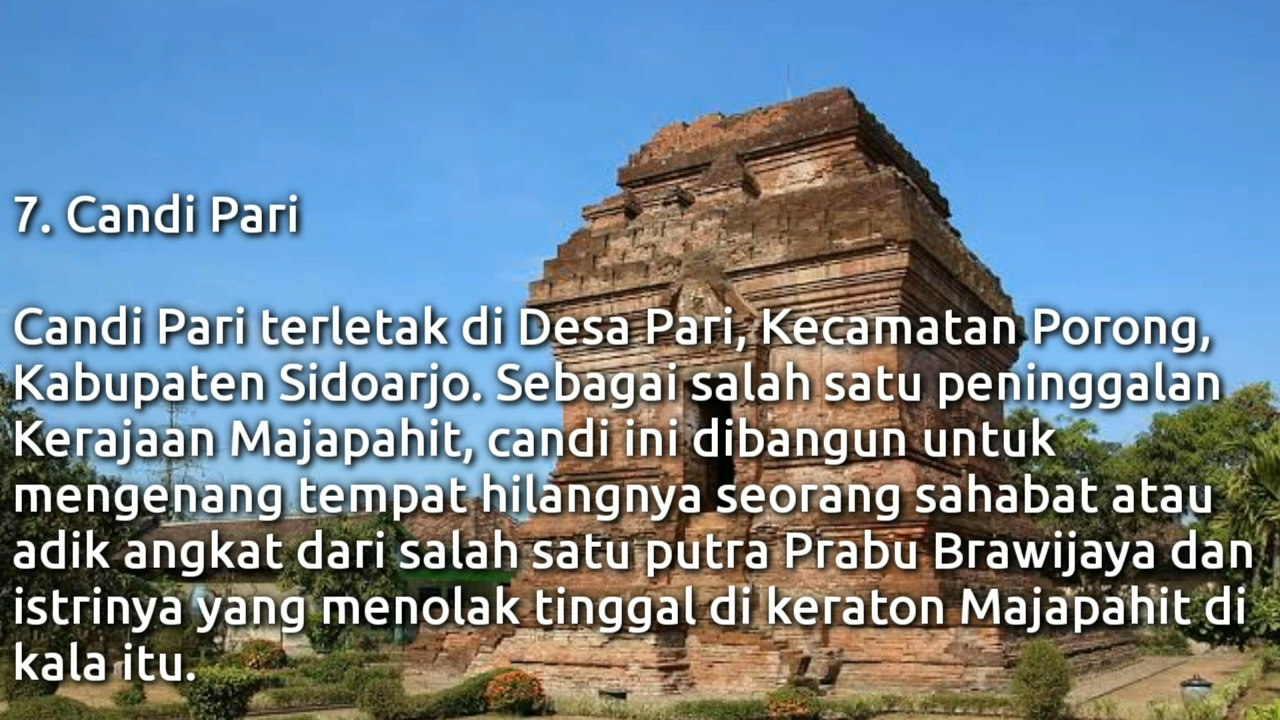 7. Candi Pari
Candi Pari terletak di Desa Pari, Kecamatan Porong,
Kabupaten Sidoarjo. Sebagai salah satu peninggalan
Kerajaan Majapahit, candi ini dibangun untuk
mengenang tempat hilangnya seorang sahabat atau
adik angkat dari salah satu putra Prabu Brawijaya dan
istrinya yang menolak tinggal di keraton Majapahit di
kala itu.